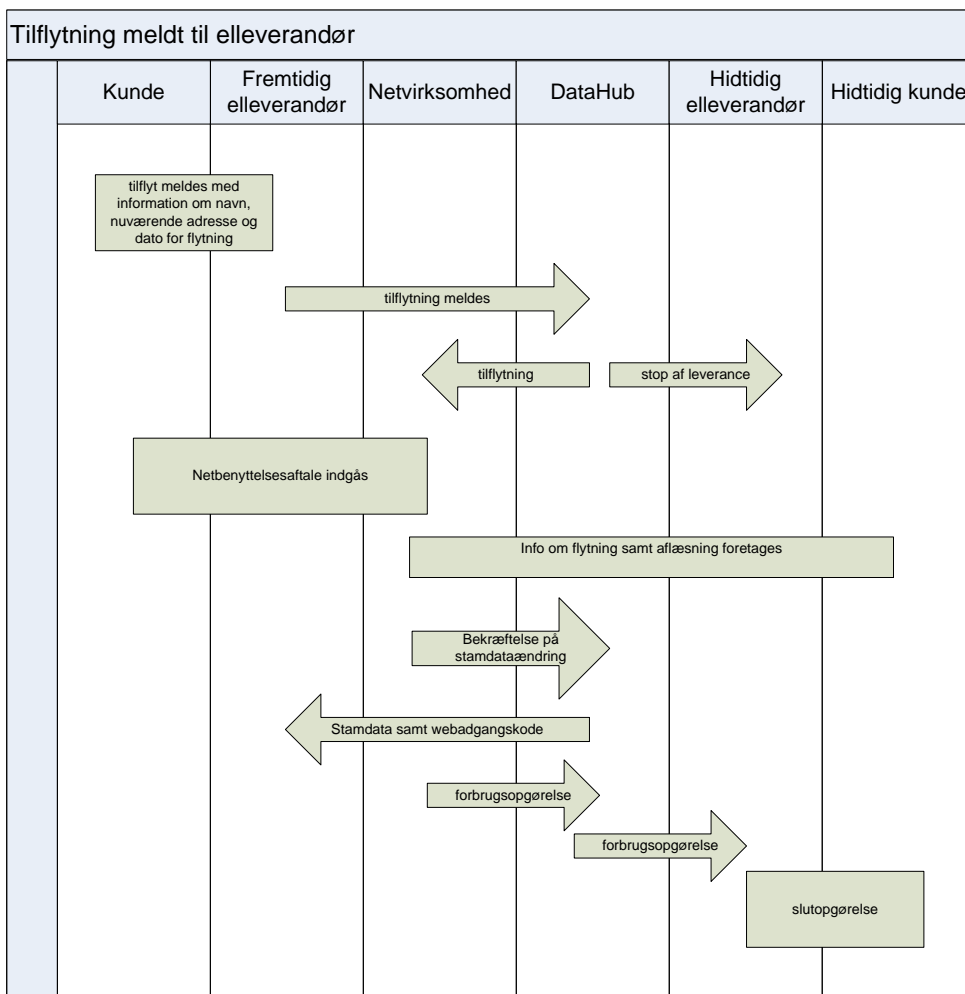 Tilflytning meldt til elleverandør
Kunde
Fremtidig
elleverandør
Netvirksomhed
DataHub
Hidtidig
elleverandør
Hidtidig kunde
tilflyt meldes med
information om navn,
nuværende adresse og
dato for flytning
tilflytning meldes
tilflytning
stop af leverance
Netbenyttelsesaftale indgås
Info om flytning samt aflæsning foretages
Bekræftelse på
stamdataændring
Stamdata samt webadgangskode
forbrugsopgørelse
forbrugsopgørelse
slutopgørelse